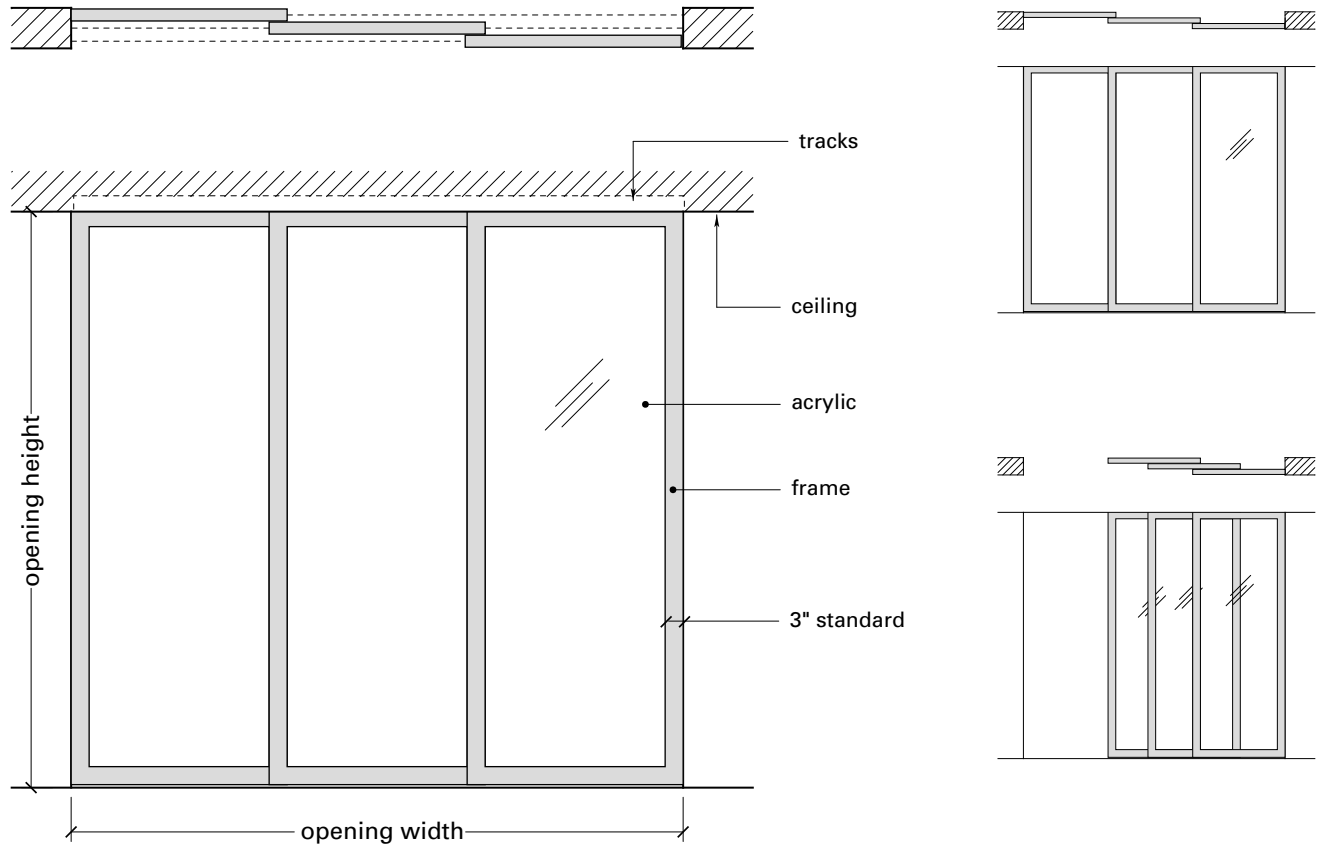 tracks
ceiling
acrylic
frame
3" standard
opening height
opening width